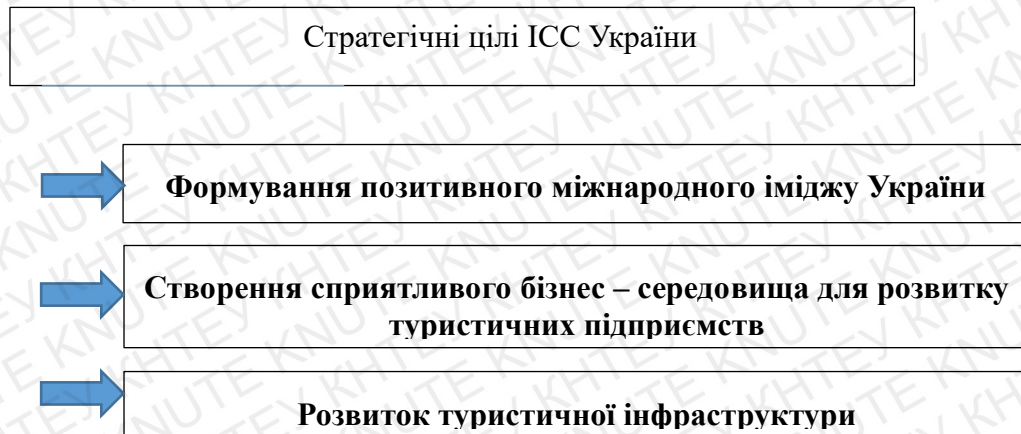 Стратегічні цілі ІСС України
Формування позитивного міжнародного іміджу України
Створення сприятливого бізнес – середовища для розвитку
туристичних підприємств
Розвиток туристичної інфраструктури